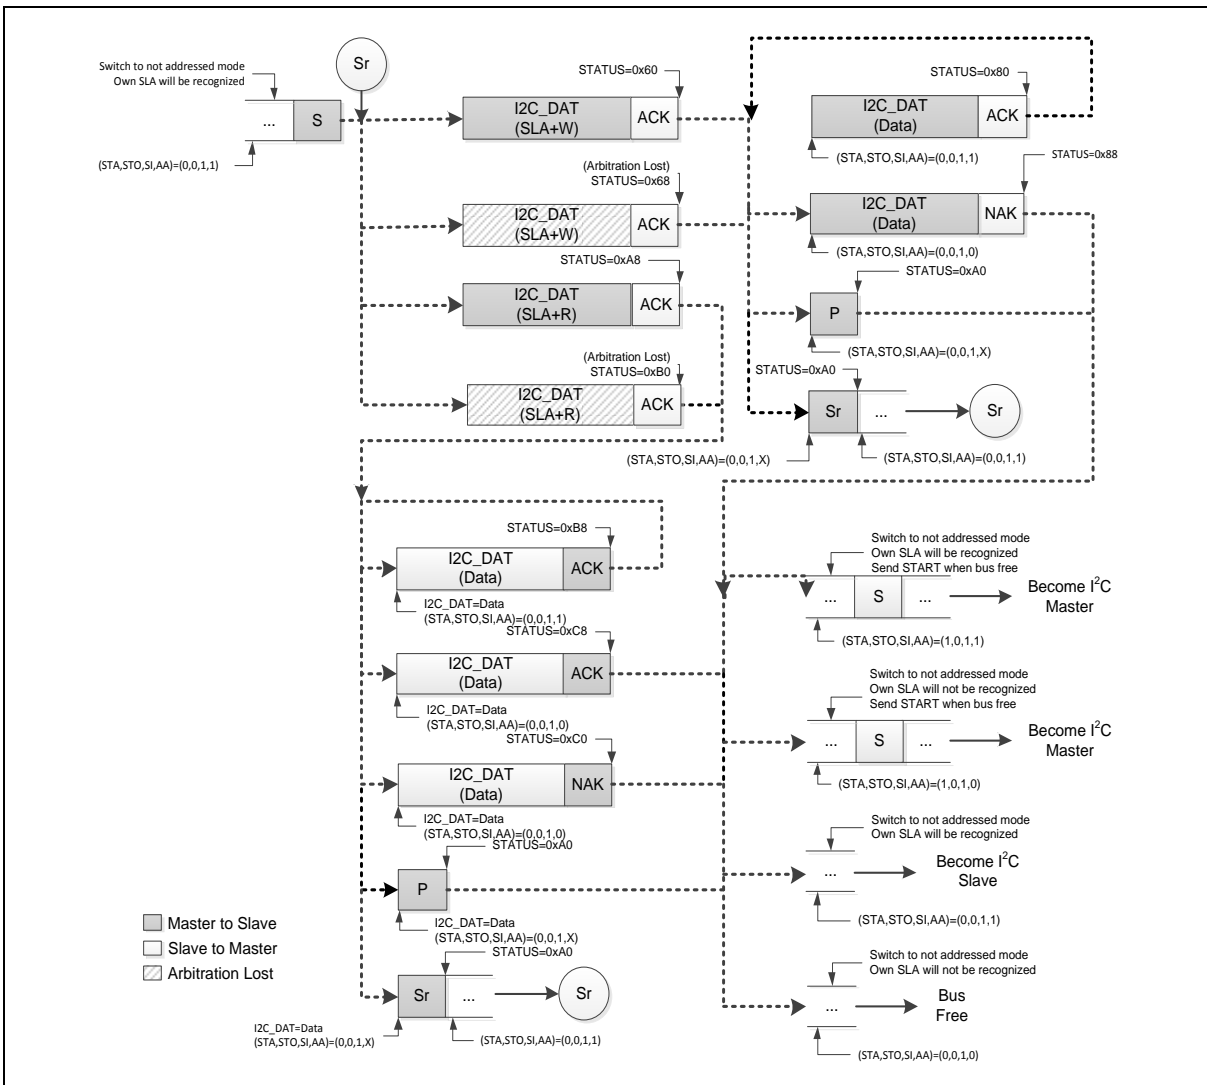 Switch to not addressed mode
Own SLA will be recognized
Sr
...
S
(STA,STO,SI,AA)=(0,0,1,1)
STATUS=0x60
I2C_DAT
(SLA+W)
ACK
(Arbitration Lost)
STATUS=0x68
I2C_DAT
(SLA+W)
ACK
STATUS=0xA8
I2C_DAT
(SLA+R)
ACK
(Arbitration Lost)
STATUS=0xB0
I2C_DAT
(SLA+R)
ACK
STATUS=0x80
I2C_DAT
(Data)
ACK
(STA,STO,SI,AA)=(0,0,1,1)
STATUS=0x88
I2C_DAT
(Data)
NAK
(STA,STO,SI,AA)=(0,0,1,0)
STATUS=0xA0
P
(STA,STO,SI,AA)=(0,0,1,X)
STATUS=0xA0
Sr
...
Sr
(STA,STO,SI,AA)=(0,0,1,X)
(STA,STO,SI,AA)=(0,0,1,1)
STATUS=0xB8
I2C_DAT
(Data)
ACK
I2C_DAT=Data
(STA,STO,SI,AA)=(0,0,1,1)
STATUS=0xC8
I2C_DAT
(Data)
ACK
I2C_DAT=Data
(STA,STO,SI,AA)=(0,0,1,0)
STATUS=0xC0
I2C_DAT
(Data)
NAK
I2C_DAT=Data
(STA,STO,SI,AA)=(0,0,1,0)
STATUS=0xA0
P
I2C_DAT=Data
(STA,STO,SI,AA)=(0,0,1,X)
STATUS=0xA0
Sr
...
Sr
I2C_DAT=Data
(STA,STO,SI,AA)=(0,0,1,X)
(STA,STO,SI,AA)=(0,0,1,1)
Switch to not addressed mode
Own SLA will be recognized
Send START when bus free
...
S
...
Become I²C
Master
(STA,STO,SI,AA)=(1,0,1,1)
Switch to not addressed mode
Own SLA will not be recognized
Send START when bus free
...
S
...
Become I²C
Master
(STA,STO,SI,AA)=(1,0,1,0)
Switch to not addressed mode
Own SLA will be recognized
...
Become I²C
Slave
(STA,STO,SI,AA)=(0,0,1,1)
Switch to not addressed mode
Own SLA will not be recognized
...
Bus
Free
(STA,STO,SI,AA)=(0,0,1,0)
Master to Slave
Slave to Master
Arbitration Lost